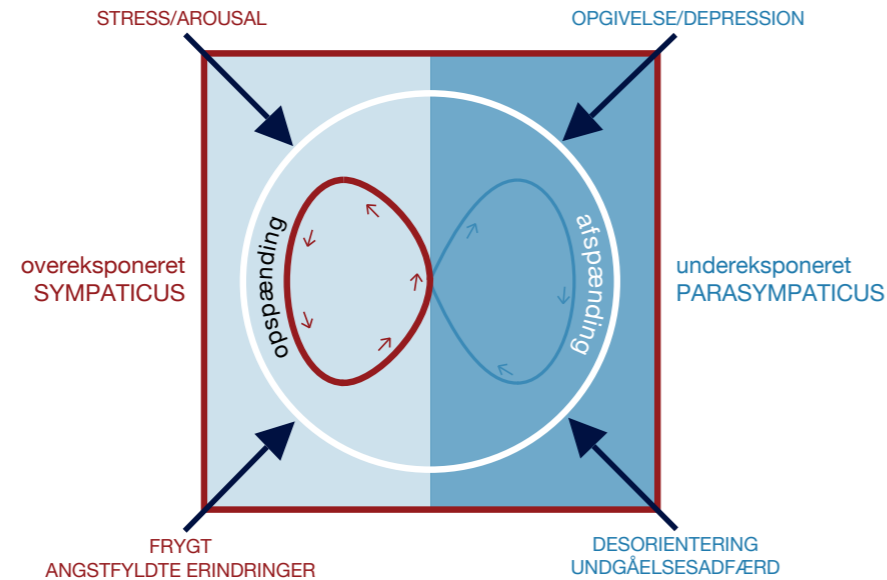 STRESS/AROUSAL
OPGIVELSE/DEPRESSION
opspænding
afspænding
overeksponeret
SYMPATICUS
undereksponeret
PARASYMPATICUS
FRYGT
ANGSTFYLDTE ERINDRINGER
DESORIENTERING
UNDGÅELSESADFÆRD